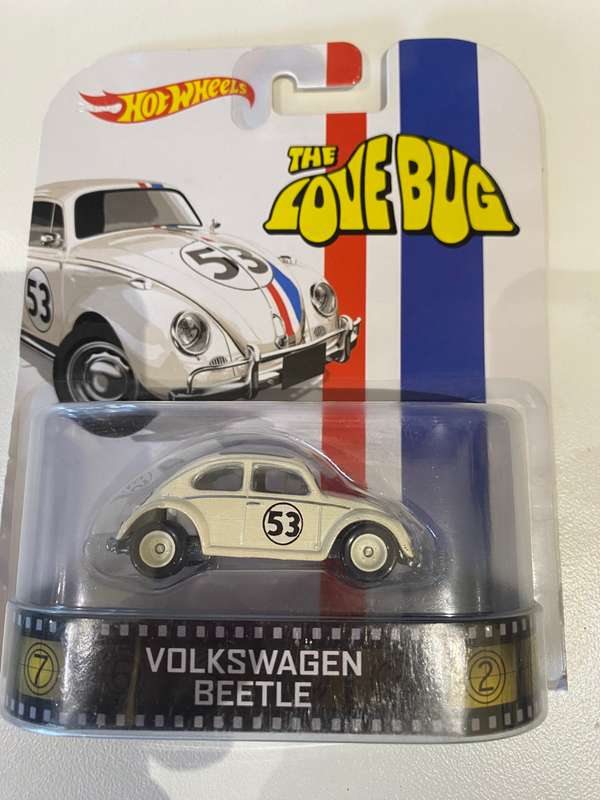 HOT WHEELS
THE
LOVE BUG
53
53
53
VOLKSWAGEN
BEETLE
7
2